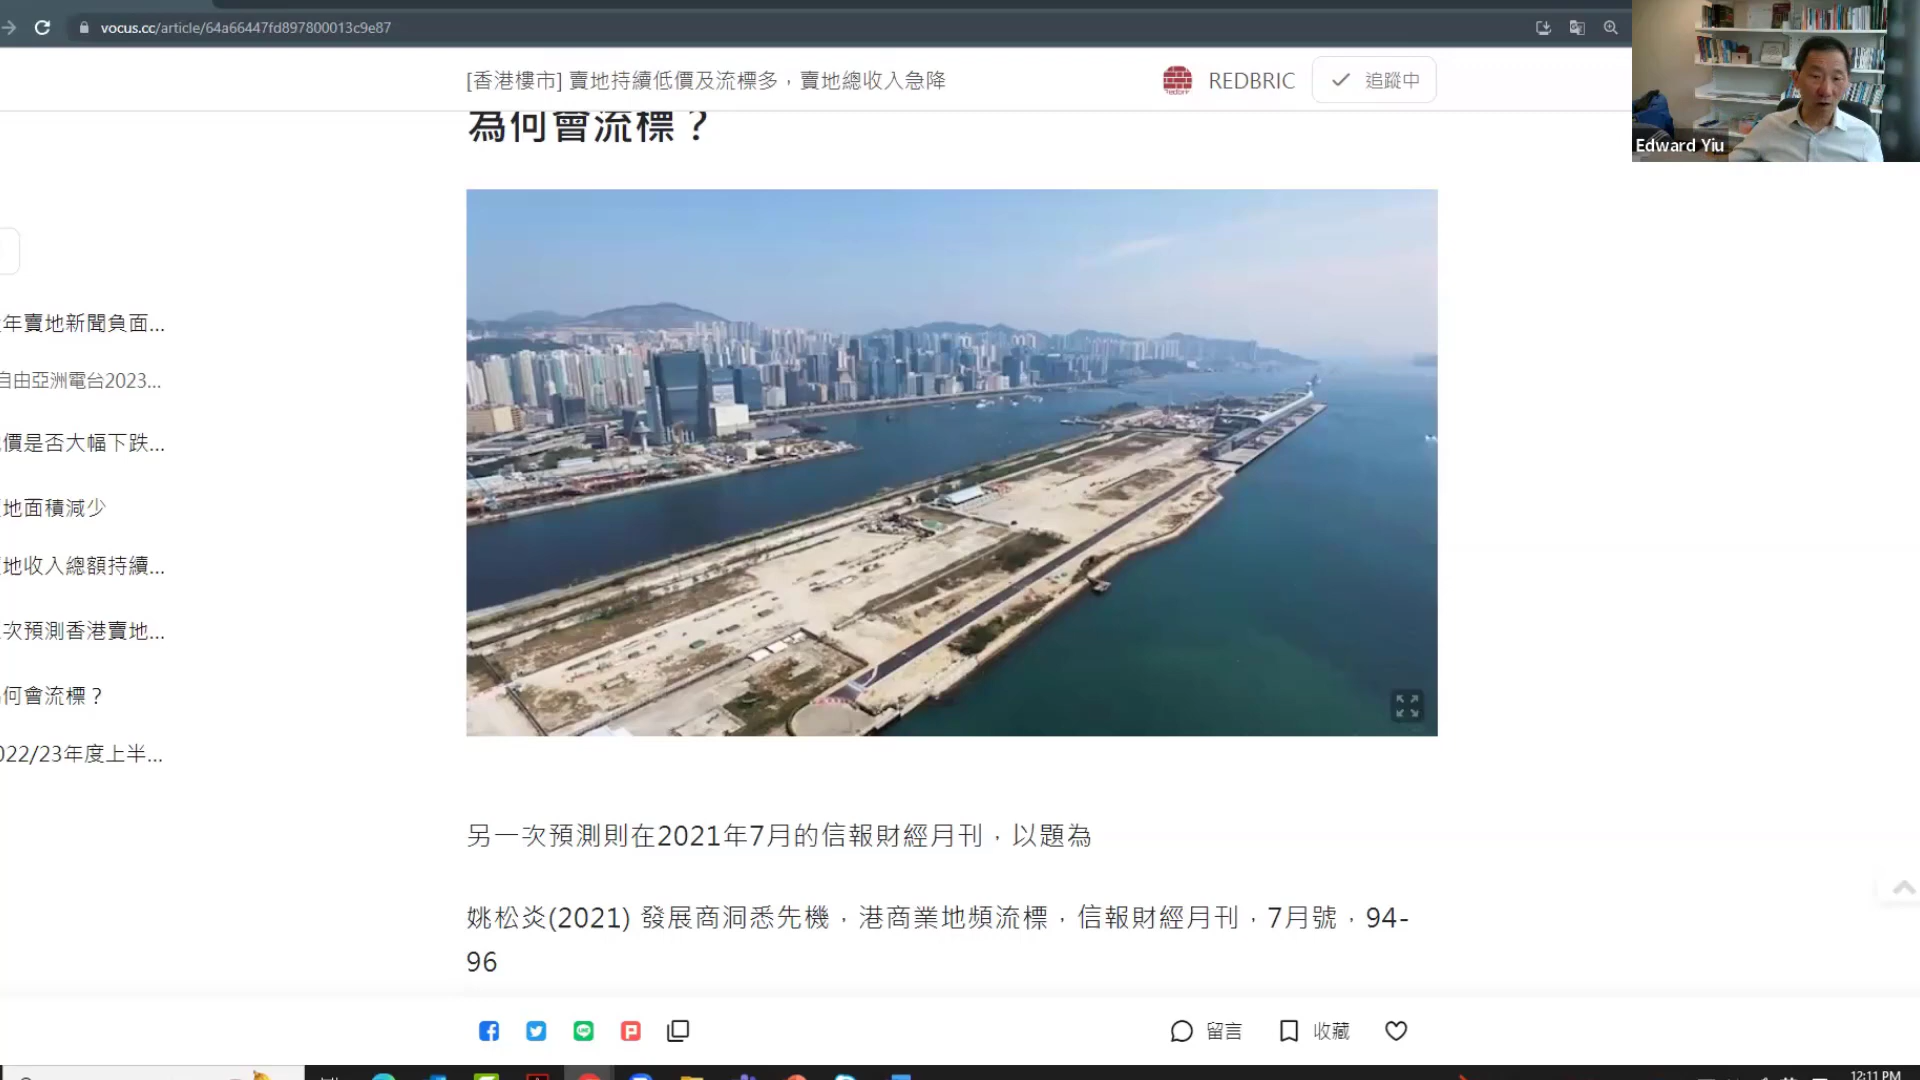 vocus.cc/article/64a66447fd897800013c9e87
[香港樓市] 賣地持續低價及流標多，賣地總收入急降
REDBRIC
追蹤中
Edward Yiu
為何會流標？
年賣地新聞負面...
自由亞洲電台2023...
價是否大幅下跌...
地面積減少
地收入總額持續...
次預測香港賣地...
何會流標？
022/23年度上半...
另一次預測則在2021年7月的信報財經月刊，以題為
姚松炎(2021) 發展商洞悉先機，港商業地頻流標，信報財經月刊，7月號，94-
96
留言
收藏
12:11 PM